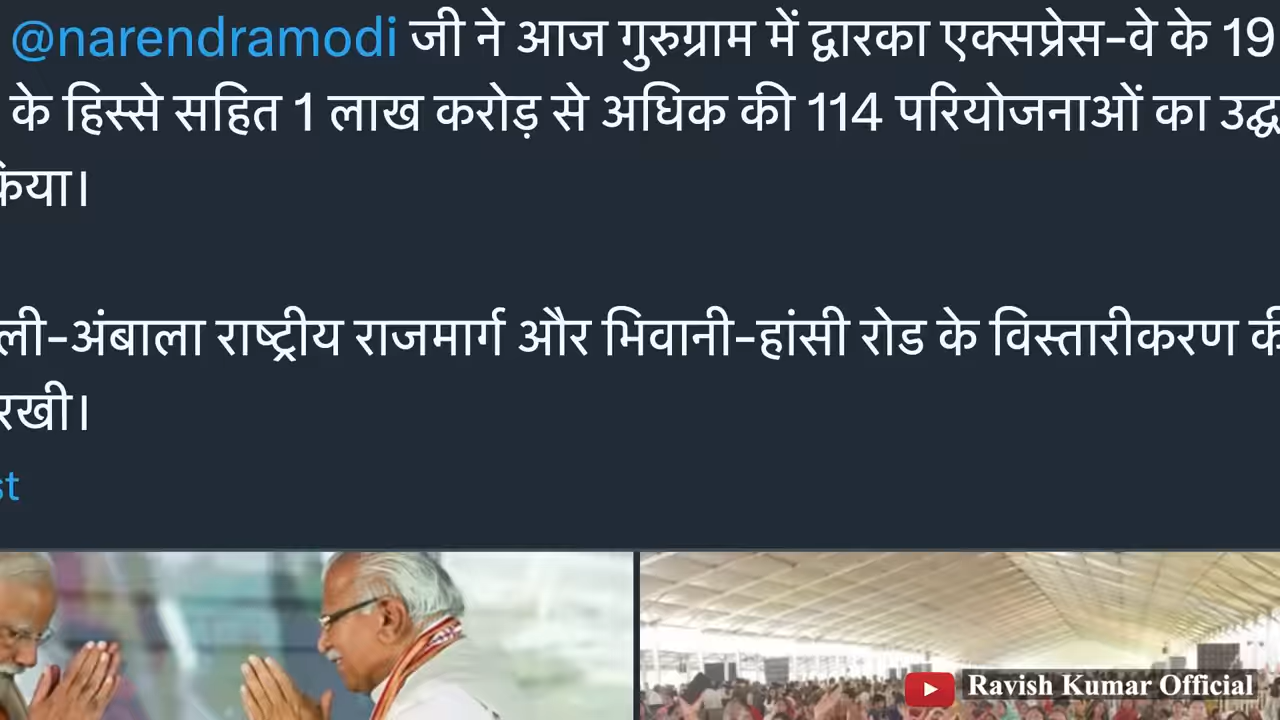 @narendramodi जी ने आज गुरुग्राम में द्वारका एक्सप्रेस-वे के 19
के हिस्से सहित 1 लाख करोड़ से अधिक की 114 परियोजनाओं का
किया।
अंबाला राष्ट्रीय राजमार्ग और भिवानी-हांसी रोड के विस्तारीकरण की
रखी।
Ravish Kumar Official